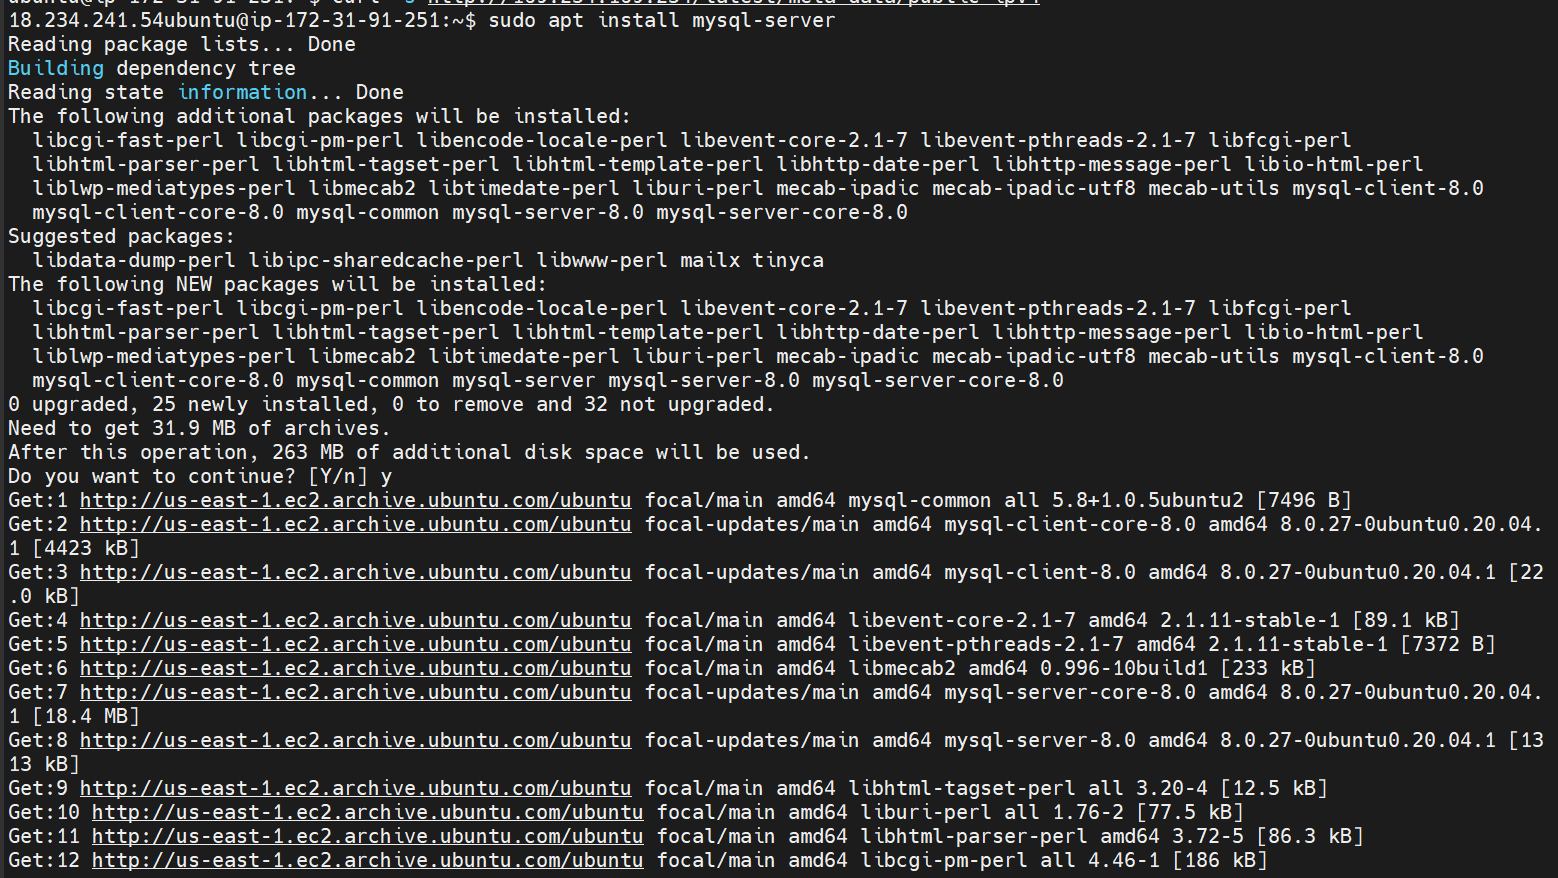 18.234.241.54ubuntu@ip-172-31-91-251:~$ sudo apt install mysql-server
Reading package lists... Done
Building dependency tree
Reading state information... Done
The following additional packages will be installed:
  libcgi-fast-perl libcgi-pm-perl libencode-locale-perl libevent-core-2.1-7 libevent-pthreads-2.1-7 libfcgi-perl
  libhtml-parser-perl libhtml-tagset-perl libhtml-template-perl libhttp-date-perl libhttp-message-perl libio-html-perl
  liblwp-mediatypes-perl libmecab2 libtimedate-perl liburi-perl mecab-ipadic mecab-ipadic-utf8 mecab-utils mysql-client-8.0
  mysql-client-core-8.0 mysql-common mysql-server-8.0 mysql-server-core-8.0
Suggested packages:
  libdata-dump-perl libipc-sharedcache-perl libwww-perl mailx tinyca
The following NEW packages will be installed:
  libcgi-fast-perl libcgi-pm-perl libencode-locale-perl libevent-core-2.1-7 libevent-pthreads-2.1-7 libfcgi-perl
  libhtml-parser-perl libhtml-tagset-perl libhtml-template-perl libhttp-date-perl libhttp-message-perl libio-html-perl
  liblwp-mediatypes-perl libmecab2 libtimedate-perl liburi-perl mecab-ipadic mecab-ipadic-utf8 mecab-utils mysql-client-8.0
  mysql-client-core-8.0 mysql-common mysql-server mysql-server-8.0 mysql-server-core-8.0
0 upgraded, 25 newly installed, 0 to remove and 32 not upgraded.
Need to get 31.9 MB of archives.
After this operation, 263 MB of additional disk space will be used.
Do you want to continue? [Y/n] y
Get:1 http://us-east-1.ec2.archive.ubuntu.com/ubuntu focal/main amd64 mysql-common all 5.8+1.0.5ubuntu2 [7496 B]
Get:2 http://us-east-1.ec2.archive.ubuntu.com/ubuntu focal-updates/main amd64 mysql-client-core-8.0 amd64 8.0.27-0ubuntu0.20.04.
1 [4423 kB]
Get:3 http://us-east-1.ec2.archive.ubuntu.com/ubuntu focal-updates/main amd64 mysql-client-8.0 amd64 8.0.27-0ubuntu0.20.04.1 [22
.0 kB]
Get:4 http://us-east-1.ec2.archive.ubuntu.com/ubuntu focal/main amd64 libevent-core-2.1-7 amd64 2.1.11-stable-1 [89.1 kB]
Get:5 http://us-east-1.ec2.archive.ubuntu.com/ubuntu focal/main amd64 libevent-pthreads-2.1-7 amd64 2.1.11-stable-1 [7372 B]
Get:6 http://us-east-1.ec2.archive.ubuntu.com/ubuntu focal/main amd64 libmecab2 amd64 0.996-10build1 [233 kB]
Get:7 http://us-east-1.ec2.archive.ubuntu.com/ubuntu focal-updates/main amd64 mysql-server-core-8.0 amd64 8.0.27-0ubuntu0.20.04.
1 [18.4 MB]
Get:8 http://us-east-1.ec2.archive.ubuntu.com/ubuntu focal-updates/main amd64 mysql-server-8.0 amd64 8.0.27-0ubuntu0.20.04.1 [13
13 kB]
Get:9 http://us-east-1.ec2.archive.ubuntu.com/ubuntu focal/main amd64 libhtml-tagset-perl all 3.20-4 [12.5 kB]
Get:10 http://us-east-1.ec2.archive.ubuntu.com/ubuntu focal/main amd64 liburi-perl all 1.76-2 [77.5 kB]
Get:11 http://us-east-1.ec2.archive.ubuntu.com/ubuntu focal/main amd64 libhtml-parser-perl amd64 3.72-5 [86.3 kB]
Get:12 http://us-east-1.ec2.archive.ubuntu.com/ubuntu focal/main amd64 libcgi-pm-perl all 4.46-1 [186 kB]